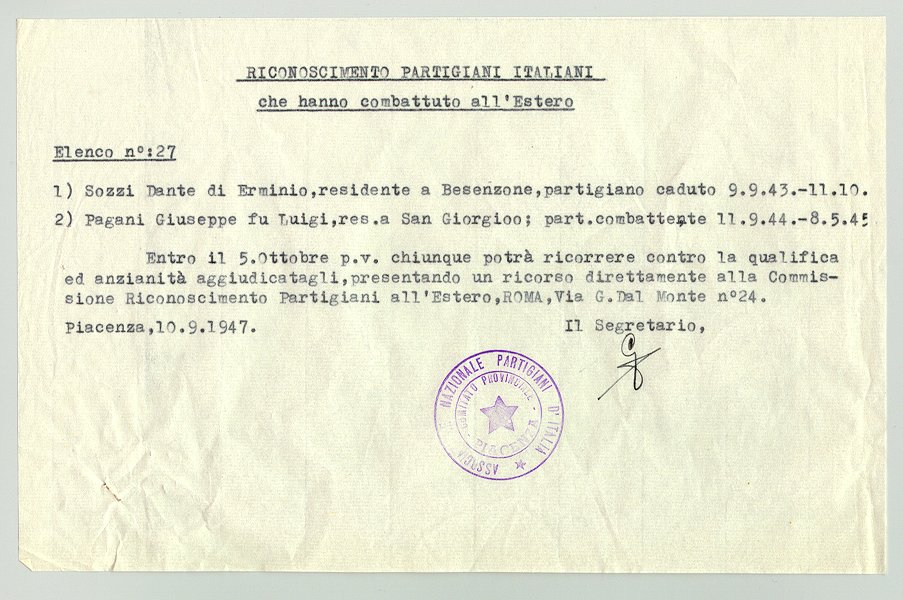 RICONOSCIMENTO PARTIGIANI ITALIANI
che hanno combattuto all'Estero
Elenco n°:27
1) Sozzi Dante di Erminio,residente a Besenzone,partigiano caduto 9.9.43.-11.10.
2) Pagani Giuseppe fu Luigi,res.a San Giorgioo; part.combattente 11.9.44.-8.5.45
Entro il 5.Ottobre p.v. chiunque potrà ricorrere contro la qualifica
ed anzianità aggiudicatagli,presentando un ricorso direttamente alla Commis-
sione Riconoscimento Partigiani all'Estero,ROMA,Via G.Dal Monte n°24.
Piacenza,10.9.1947.
Il Segretario,
NAZIONALE PARTIGIANI D'ITALIA
COMITATO PROVINCIALE
- PIACENZA -